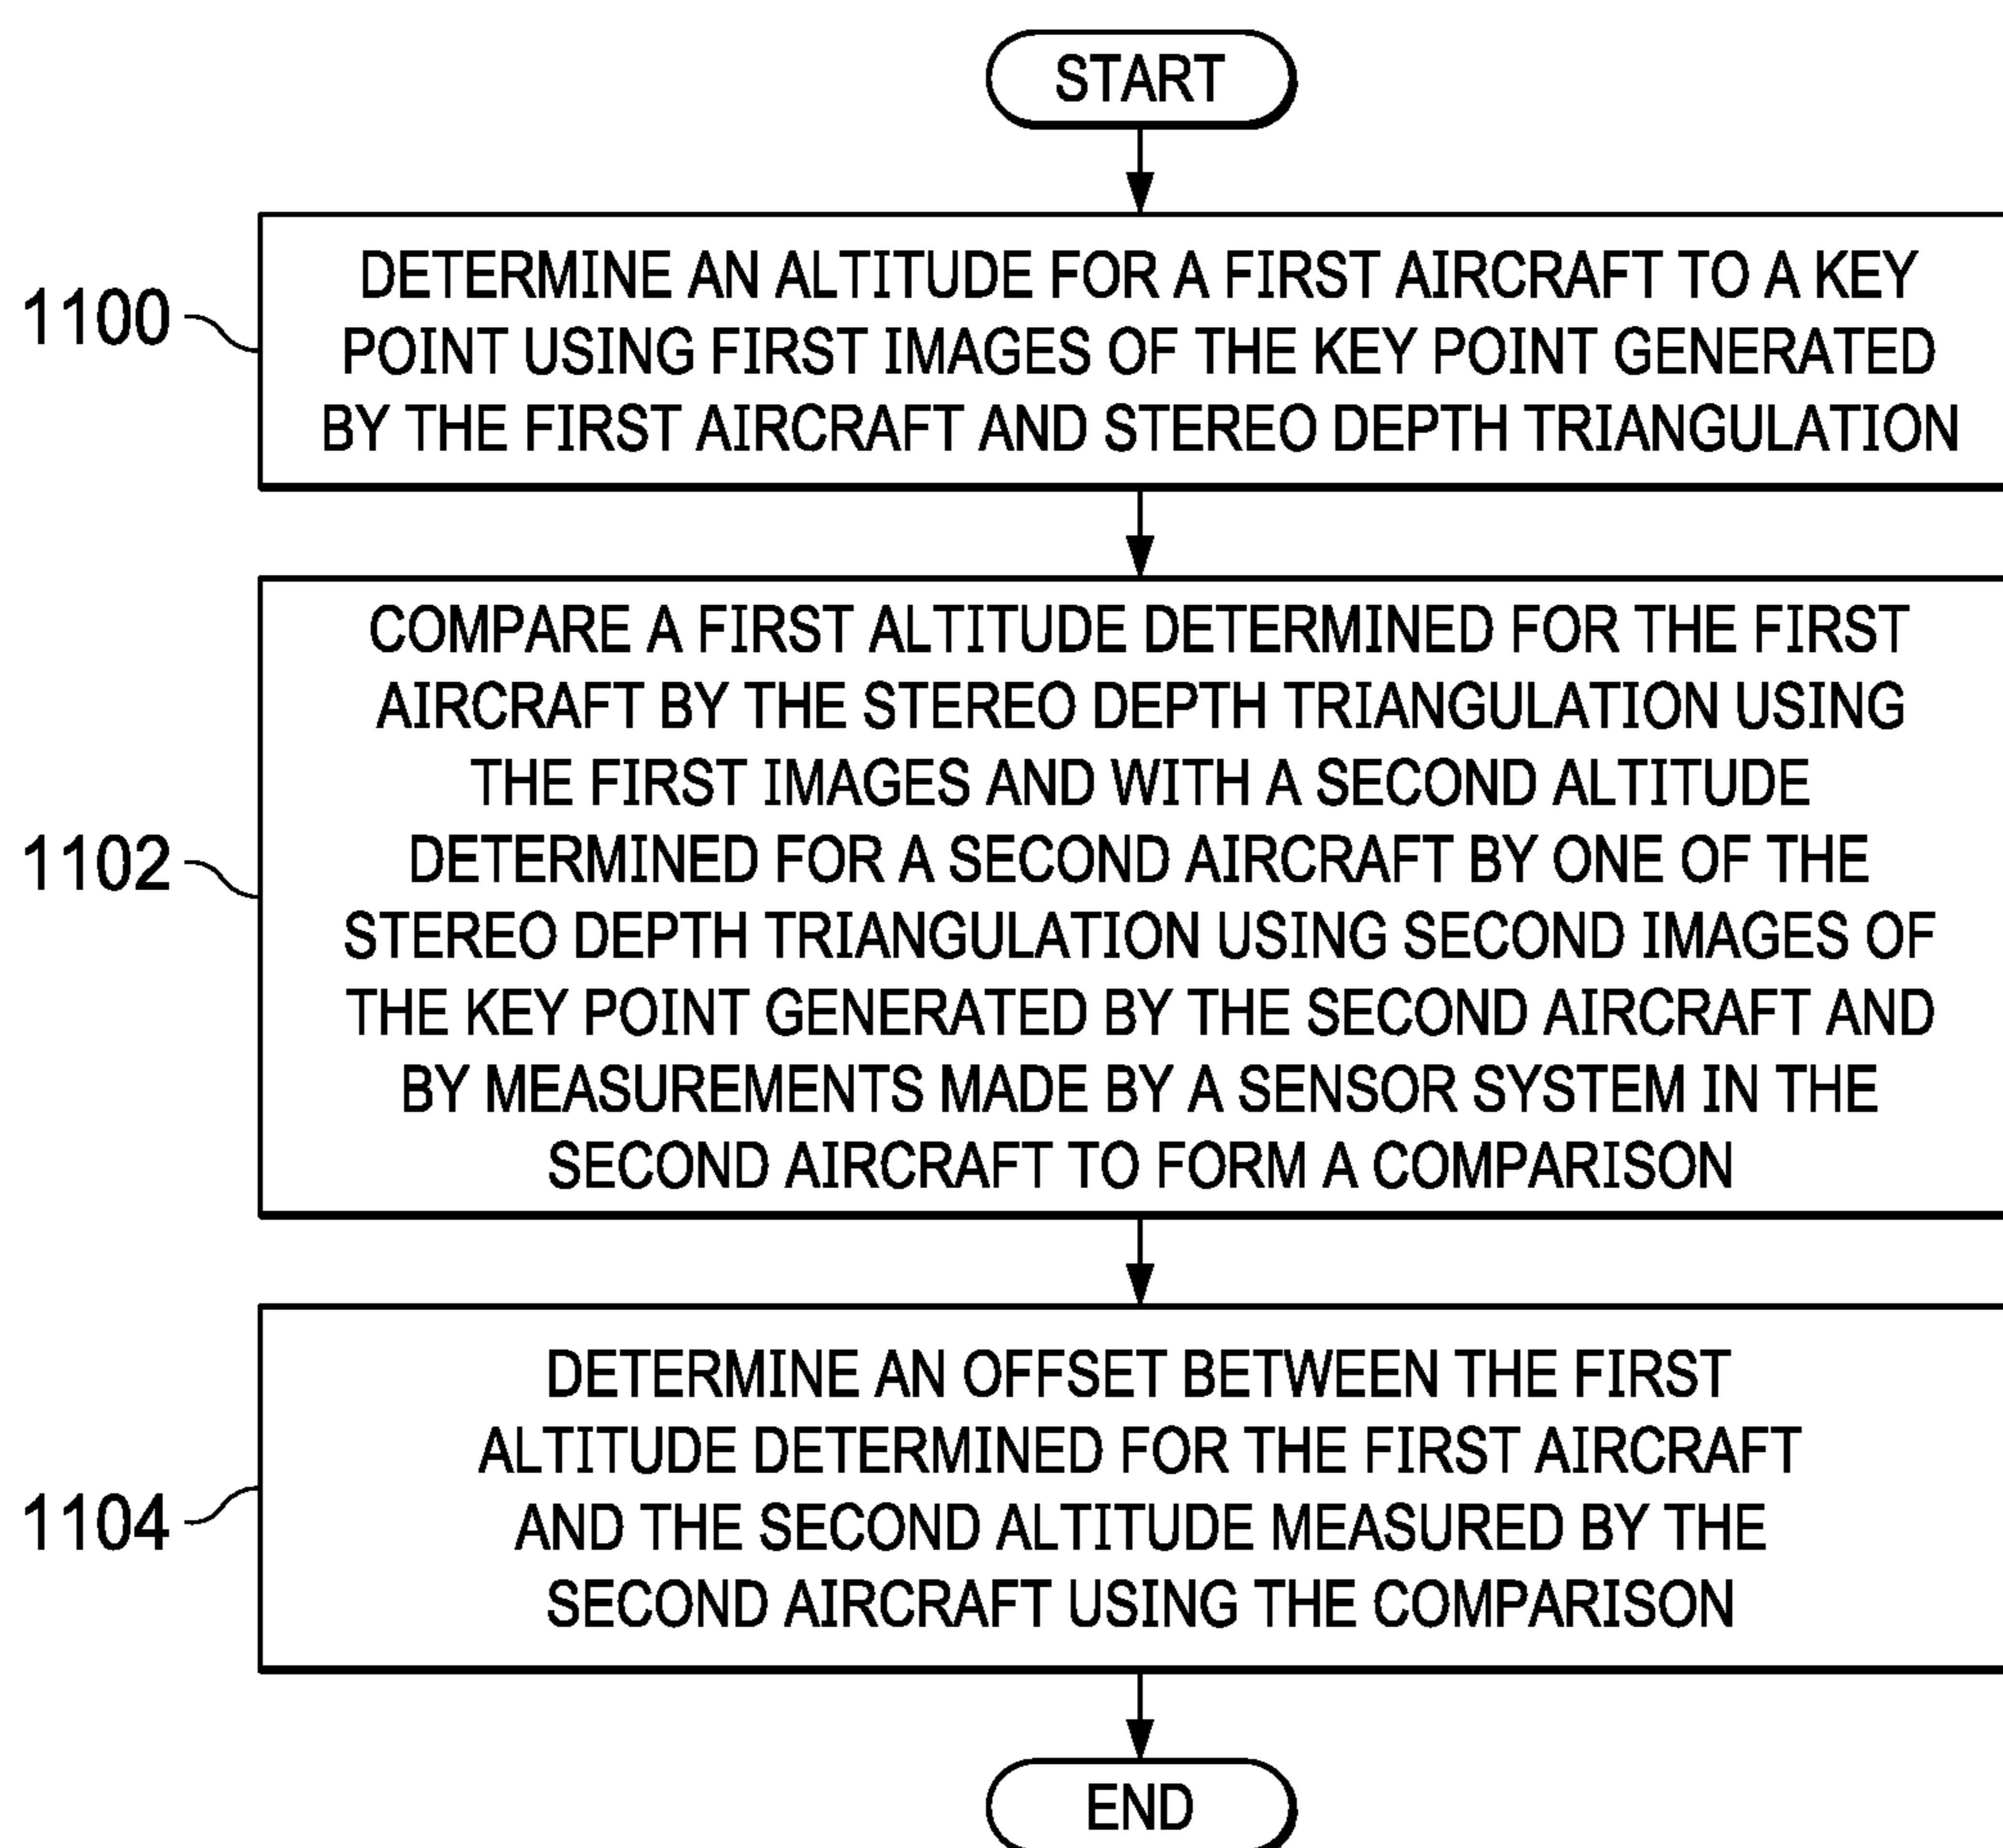 START
1100
DETERMINE AN ALTITUDE FOR A FIRST AIRCRAFT TO A KEY
POINT USING FIRST IMAGES OF THE KEY POINT GENERATED
BY THE FIRST AIRCRAFT AND STEREO DEPTH TRIANGULATION
1102
COMPARE A FIRST ALTITUDE DETERMINED FOR THE FIRST
AIRCRAFT BY THE STEREO DEPTH TRIANGULATION USING
THE FIRST IMAGES AND WITH A SECOND ALTITUDE
DETERMINED FOR A SECOND AIRCRAFT BY ONE OF THE
STEREO DEPTH TRIANGULATION USING SECOND IMAGES OF
THE KEY POINT GENERATED BY THE SECOND AIRCRAFT AND
BY MEASUREMENTS MADE BY A SENSOR SYSTEM IN THE
SECOND AIRCRAFT TO FORM A COMPARISON
1104
DETERMINE AN OFFSET BETWEEN THE FIRST
ALTITUDE DETERMINED FOR THE FIRST AIRCRAFT
AND THE SECOND ALTITUDE MEASURED BY THE
SECOND AIRCRAFT USING THE COMPARISON
END